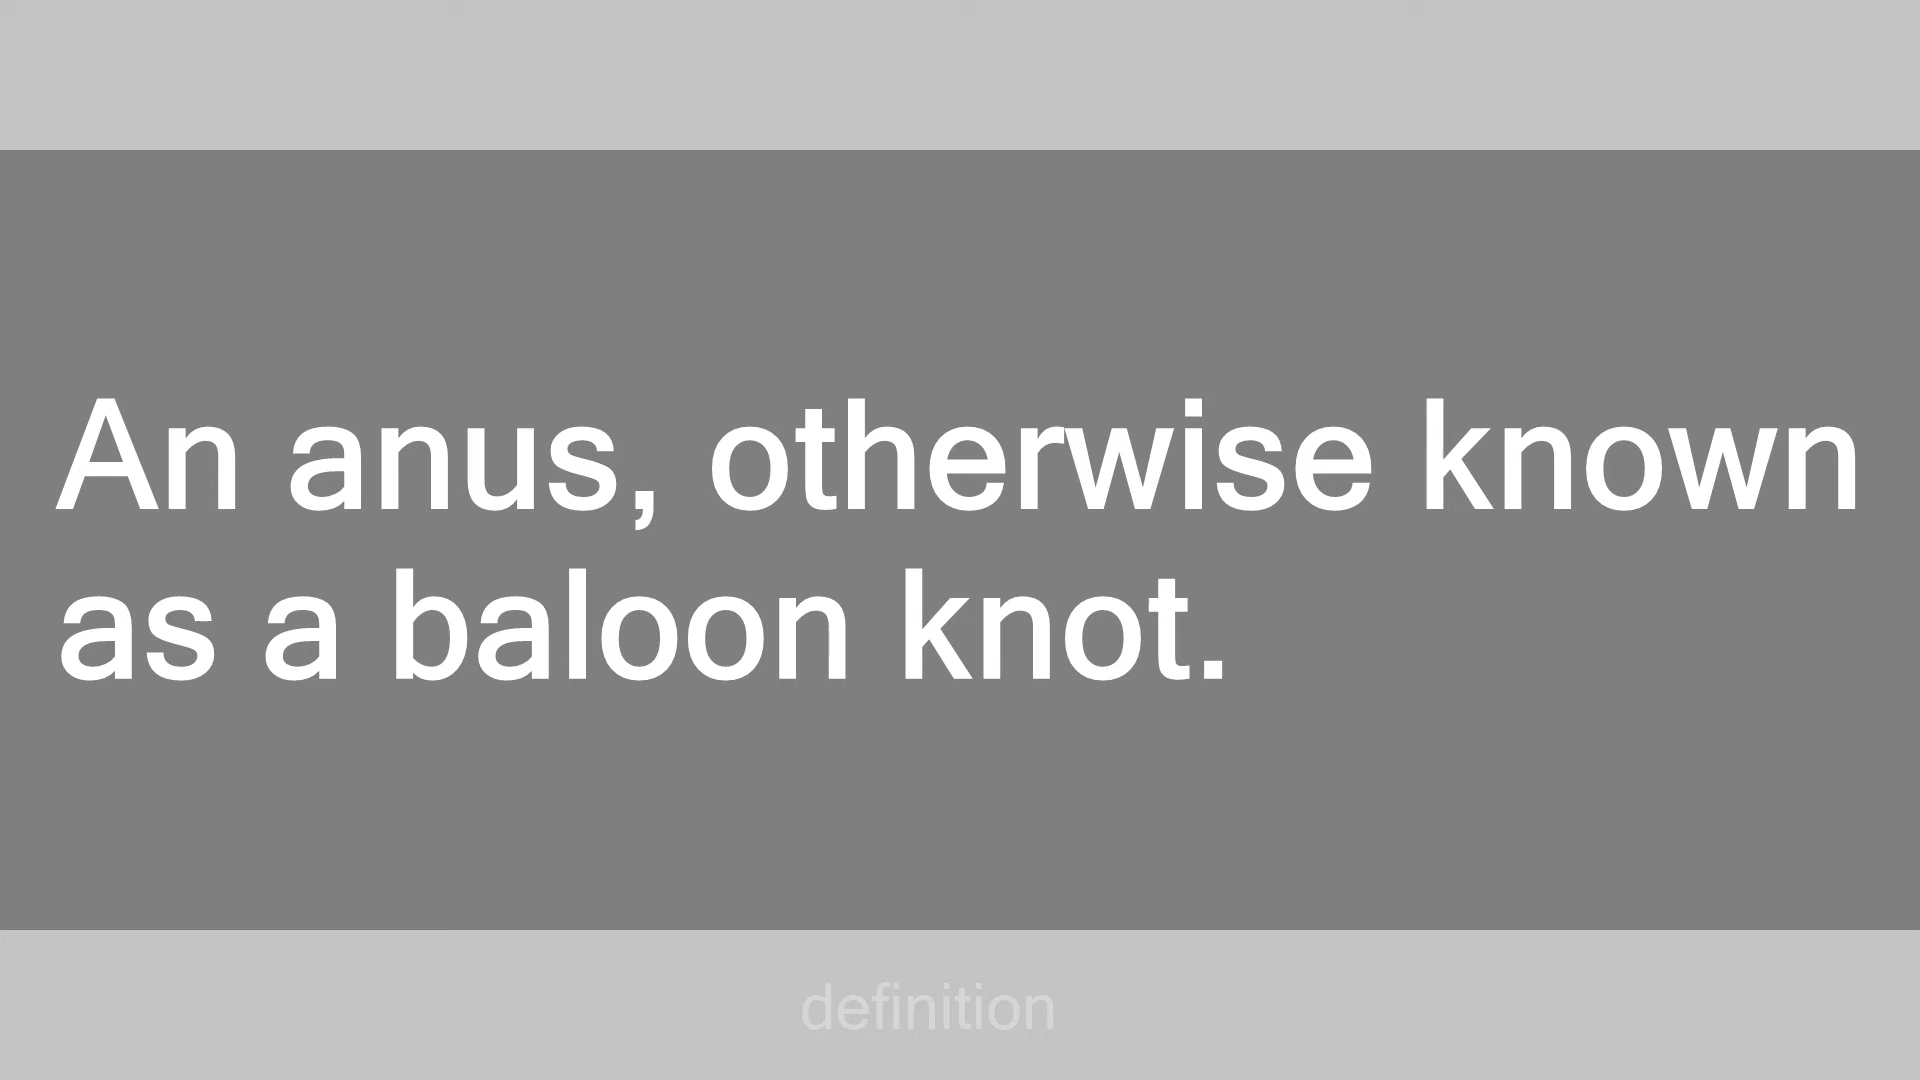 An anus, otherwise known
as a baloon knot.
definition